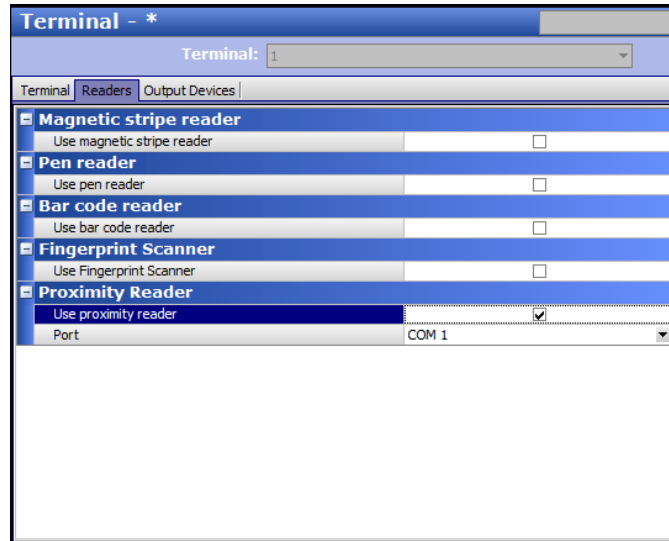 Terminal - *
Terminal: 1
Terminal Readers Output Devices
Magnetic stripe reader
Use magnetic stripe reader
Pen reader
Use pen reader
Bar code reader
Use bar code reader
Fingerprint Scanner
Use Fingerprint Scanner
Proximity Reader
Use proximity reader
Port COM 1